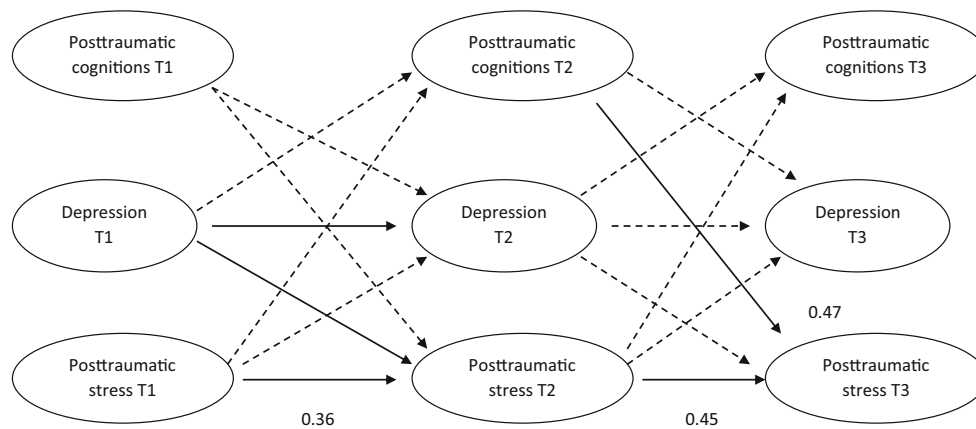 Posttraumatic
cognitions T1
Posttraumatic
cognitions T2
Posttraumatic
cognitions T3
Depression
T1
Depression
T2
Depression
T3
0.47
Posttraumatic
stress T1
Posttraumatic
stress T2
Posttraumatic
stress T3
0.36
0.45